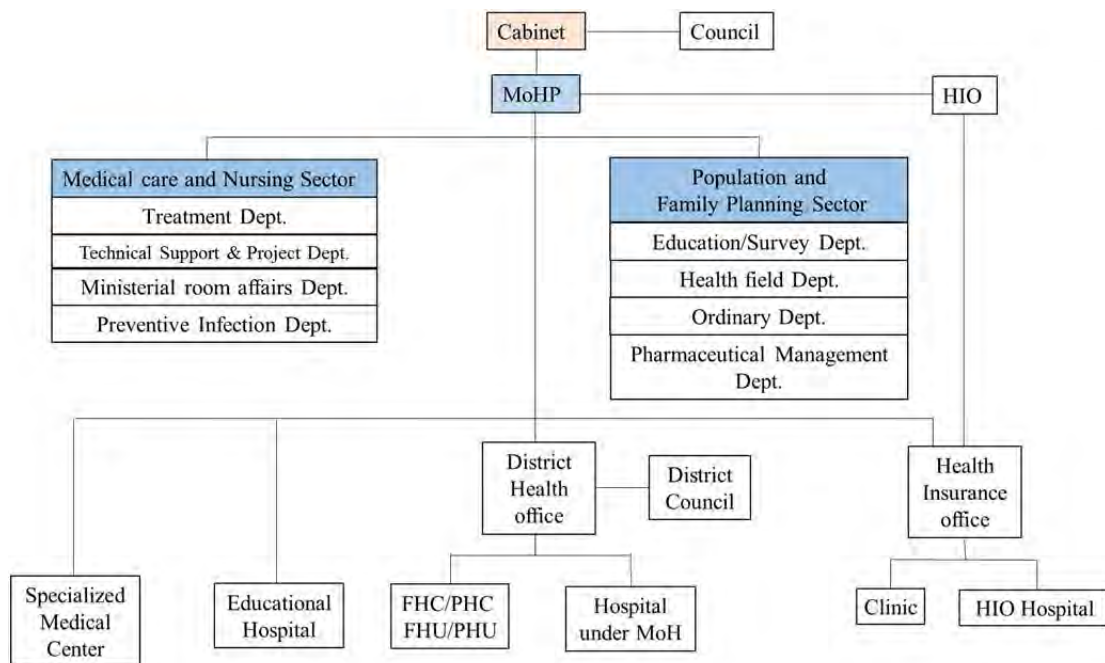 Cabinet
Council
MoHP
HIO
Medical care and Nursing Sector
Treatment Dept.
Technical Support & Project Dept.
Ministerial room affairs Dept.
Preventive Infection Dept.
Population and
Family Planning Sector
Education/Survey Dept.
Health field Dept.
Ordinary Dept.
Pharmaceutical Management
Dept.
District
Health
office
District
Council
Health
Insurance
office
Specialized
Medical
Center
Educational
Hospital
FHC/PHC
FHU/PHU
Hospital
under MoH
Clinic
HIO Hospital